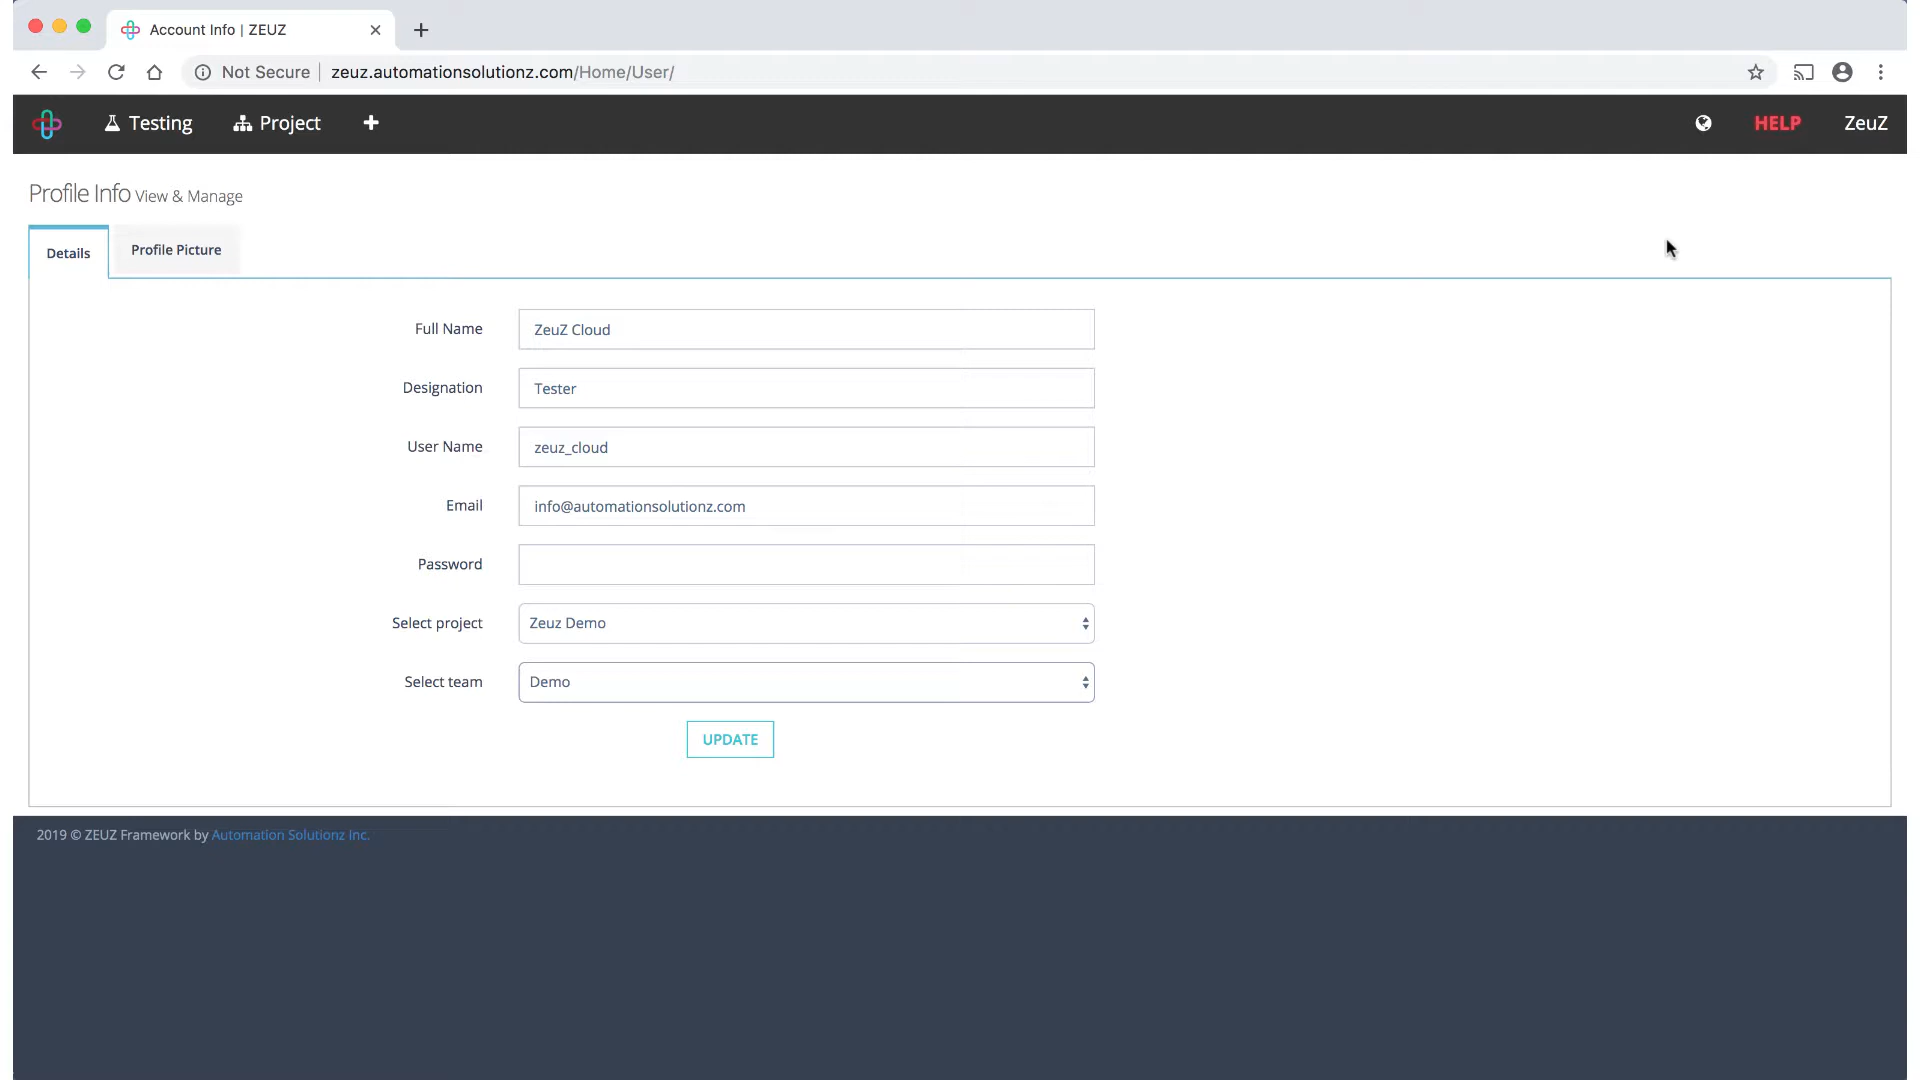 Account Info | ZEUZ
Not Secure zeuz.automationsolutionz.com/Home/User/
Testing Project HELP ZeuZ
Profile Info View & Manage
Details Profile Picture
Full Name ZeuZ Cloud
Designation Tester
User Name zeuz_cloud
Email info@automationsolutionz.com
Password
Select project Zeuz Demo
Select team Demo
UPDATE
2019 © ZEUZ Framework by Automation Solutionz Inc.